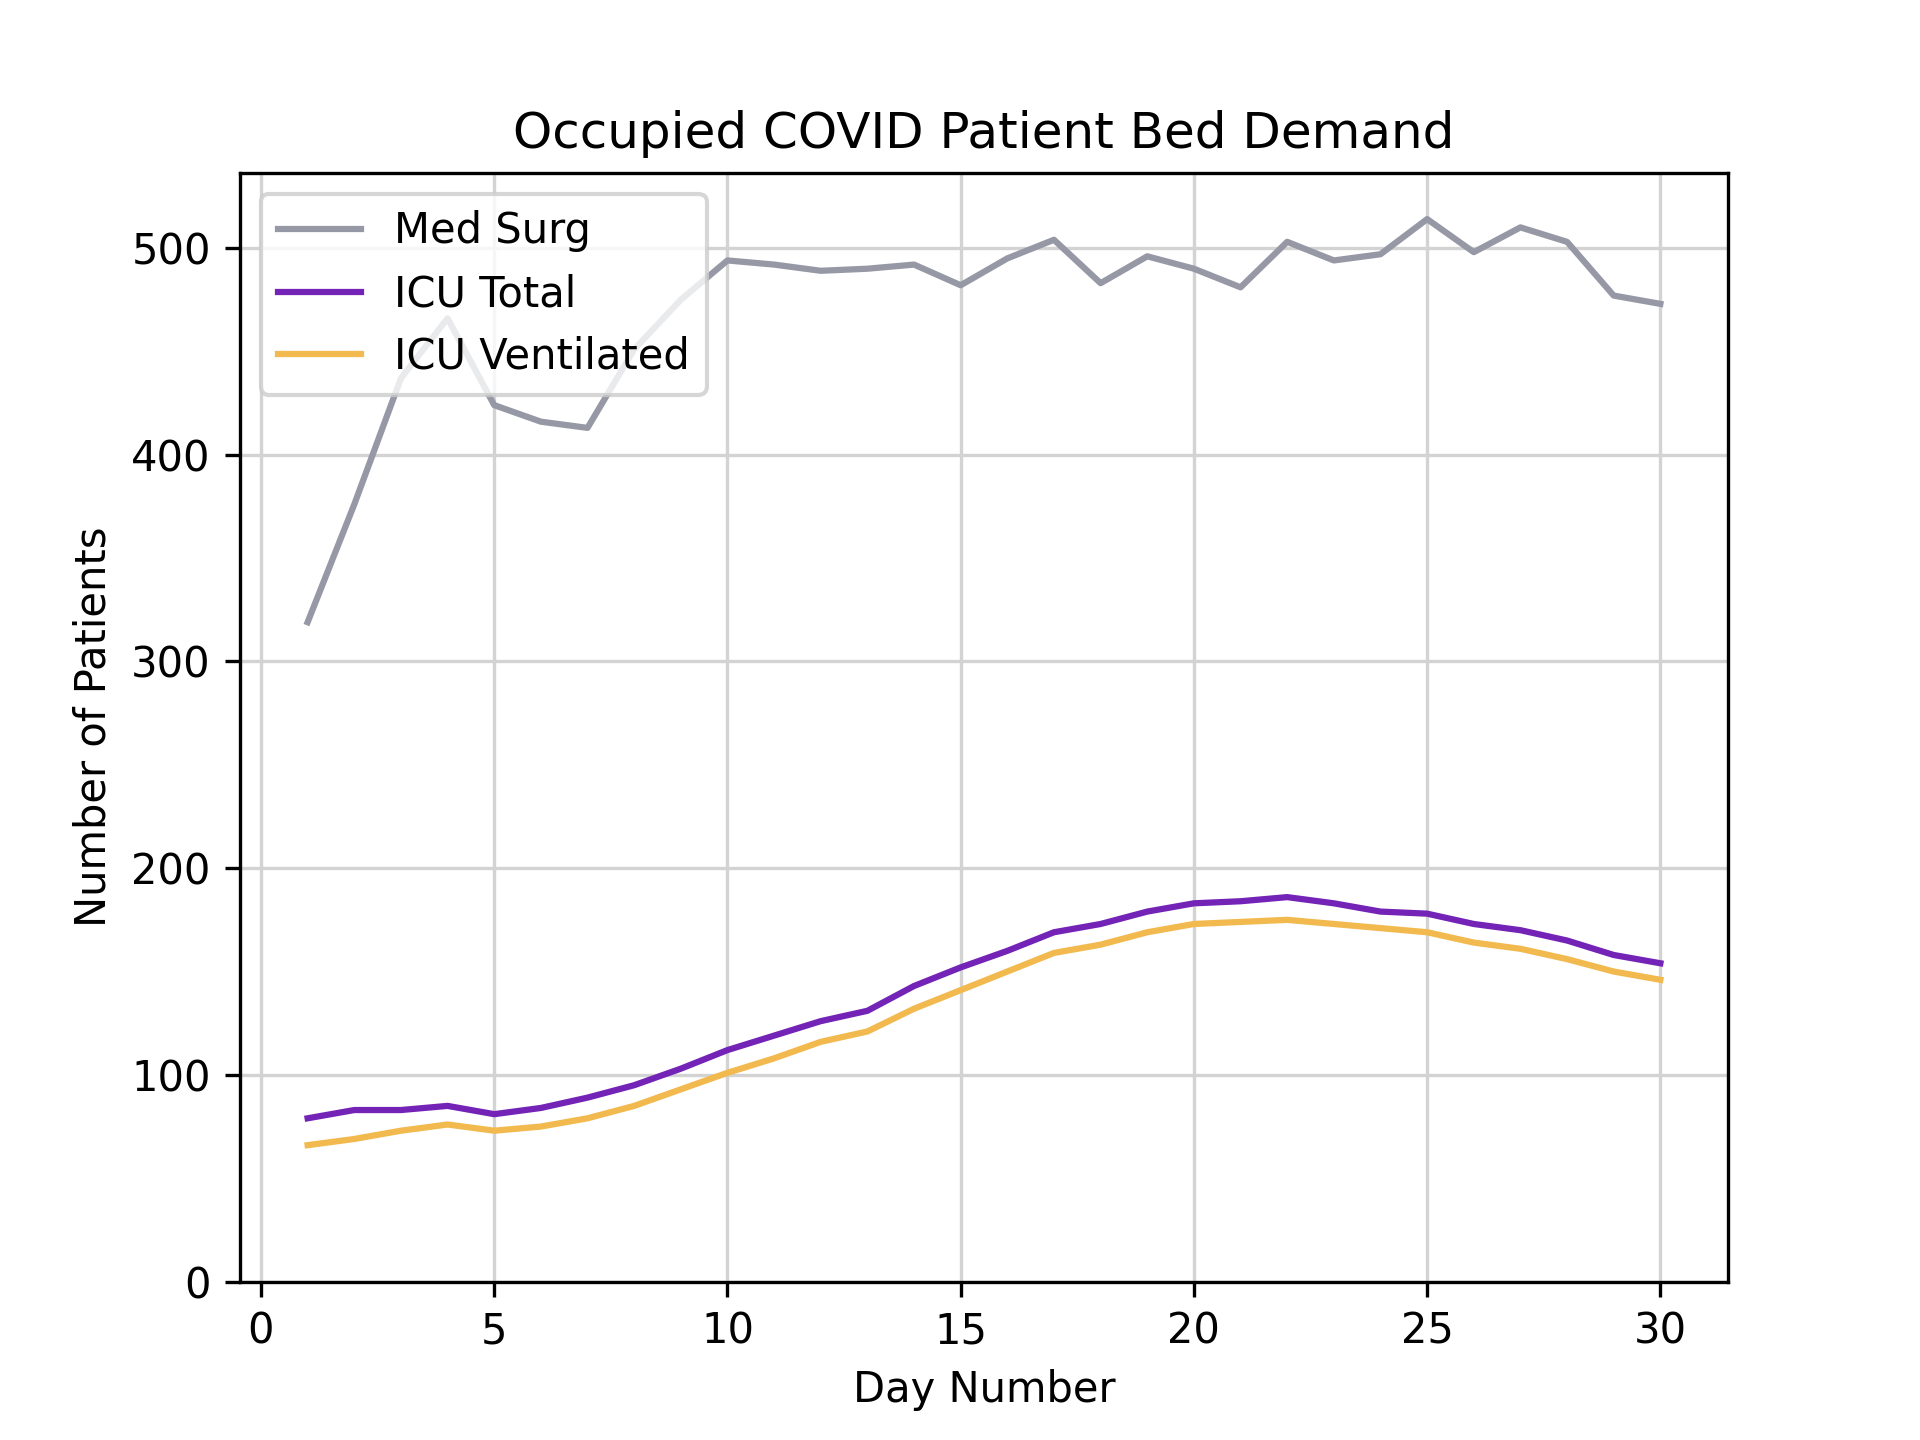 Occupied COVID Patient Bed Demand
Med Surg
ICU Total
ICU Ventilated
500
400
300
200
100
0
Number of Patients
0 5 10 15 20 25 30
Day Number